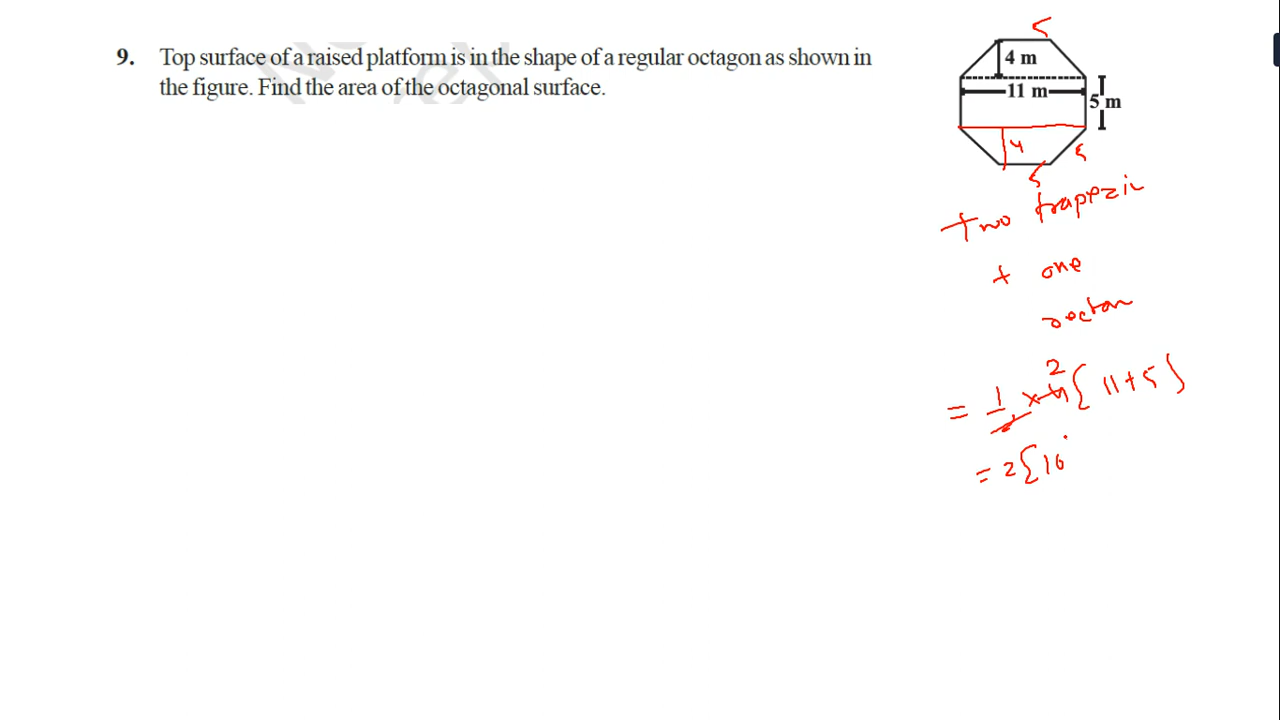 9. Top surface of a raised platform is in the shape of a regular octagon as shown in
the figure. Find the area of the octagonal surface.
5
4 m
11 m
5 m
4
5
5
Two trapezi
+ one
rectan
= 1/2 × 4 2 { 11+5 }
= 2{16